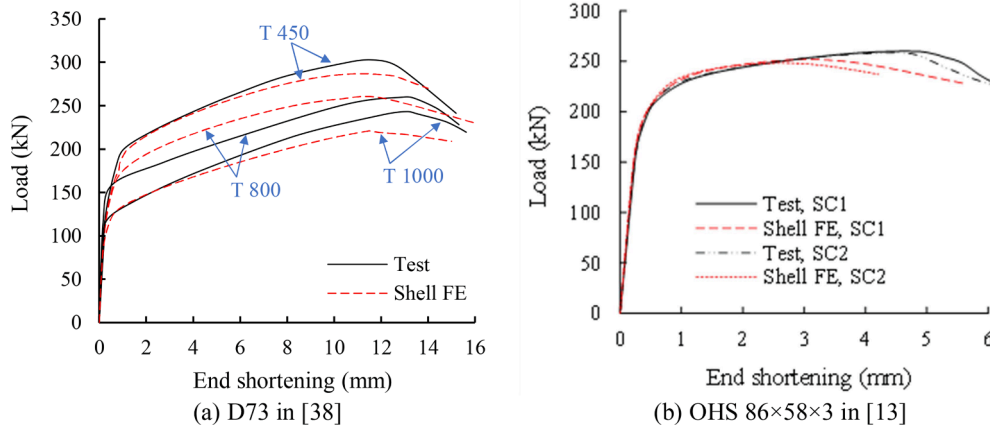 350
300
250
200
150
100
50
0
Load (kN)
T 450
T 800
T 1000
Test
Shell FE
0 2 4 6 8 10 12 14 16
End shortening (mm)
(a) D73 in [38]
300
250
200
150
100
50
0
Load (kN)
Test, SC1
Shell FE, SC1
Test, SC2
Shell FE, SC2
0 1 2 3 4 5 6
End shortening (mm)
(b) OHS 86×58×3 in [13]